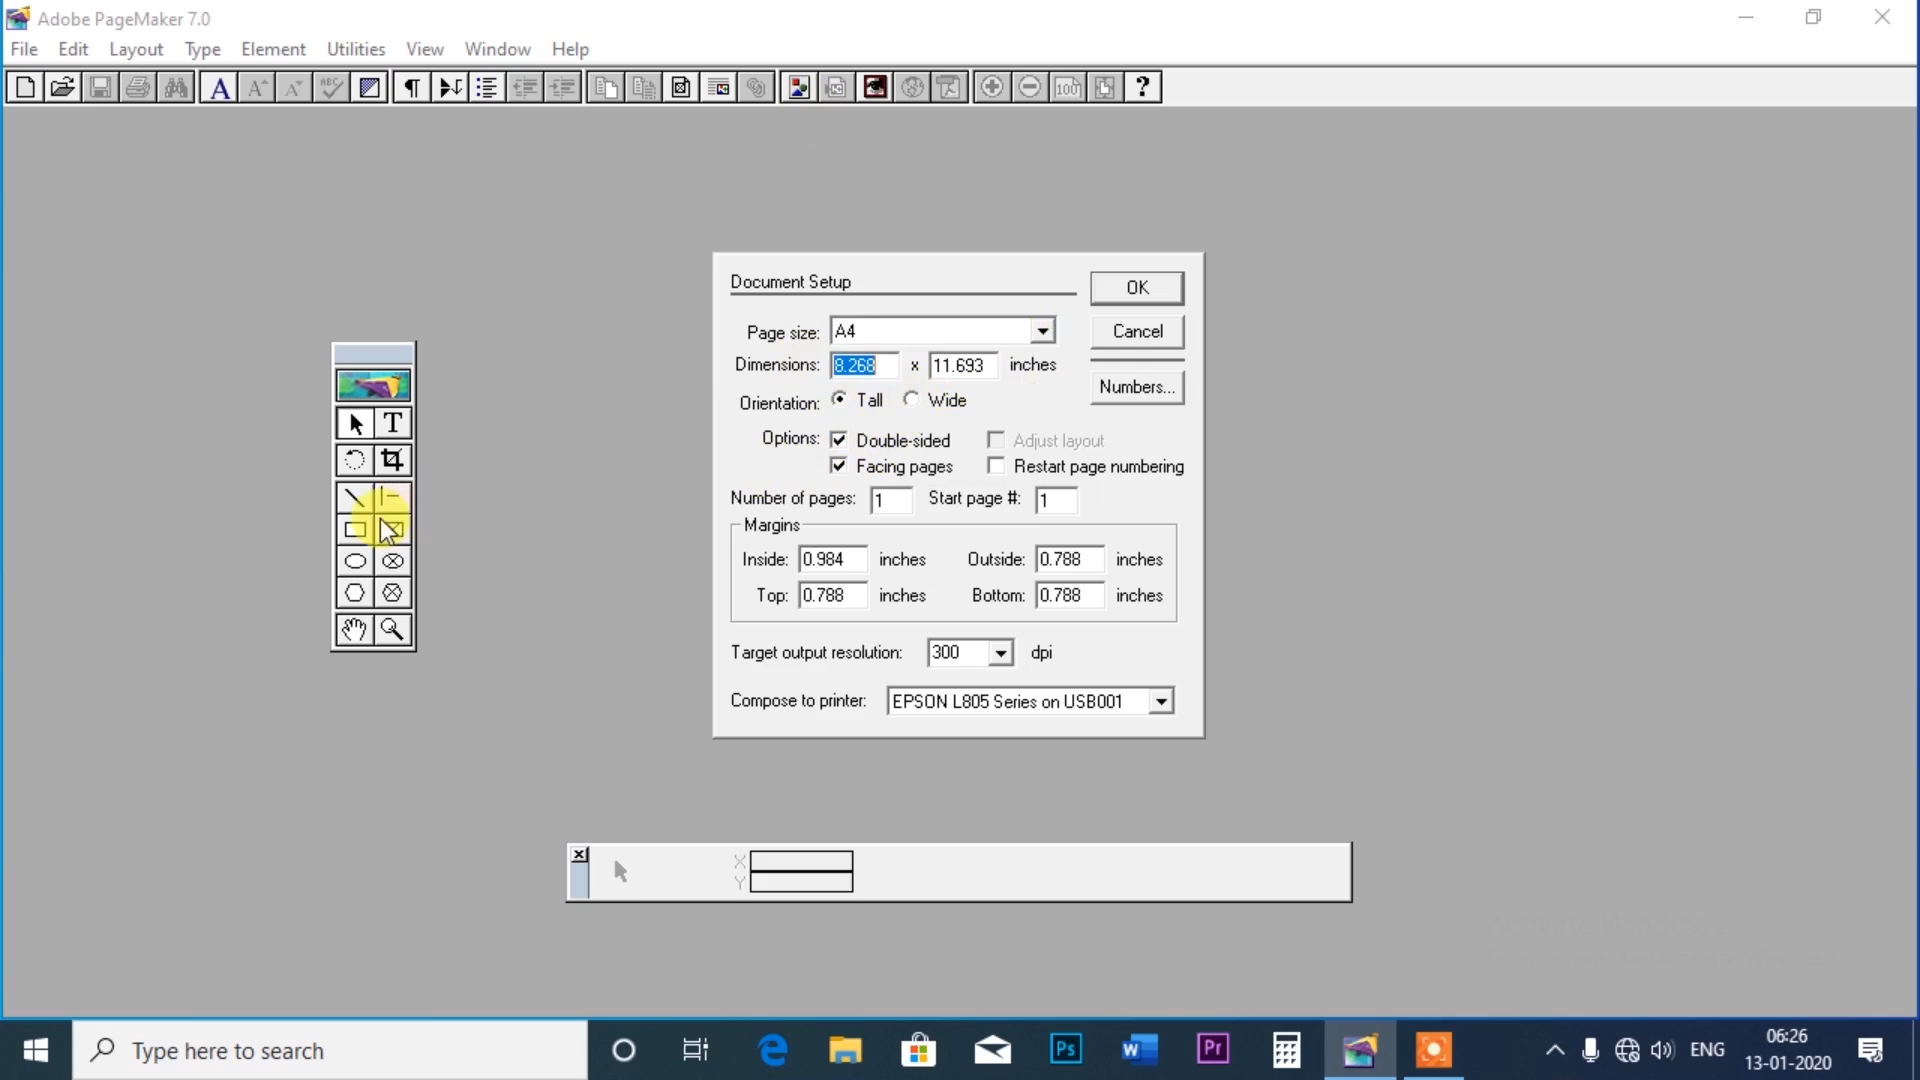 Adobe PageMaker 7.0
File Edit Layout Type Element Utilities View Window Help
A A A ABC ¶ 100 ?
Document Setup
OK
Page size: A4
Cancel
Dimensions: 8.268 x 11.693 inches
Numbers...
Orientation: Tall Wide
Options: Double-sided Adjust layout
Facing pages Restart page numbering
Number of pages: 1 Start page #: 1
Margins
Inside: 0.984 inches Outside: 0.788 inches
Top: 0.788 inches Bottom: 0.788 inches
Target output resolution: 300 dpi
Compose to printer: EPSON L805 Series on USB001
T
X
Y
Type here to search
Ps
W
Pr
ENG
06:26
13-01-2020